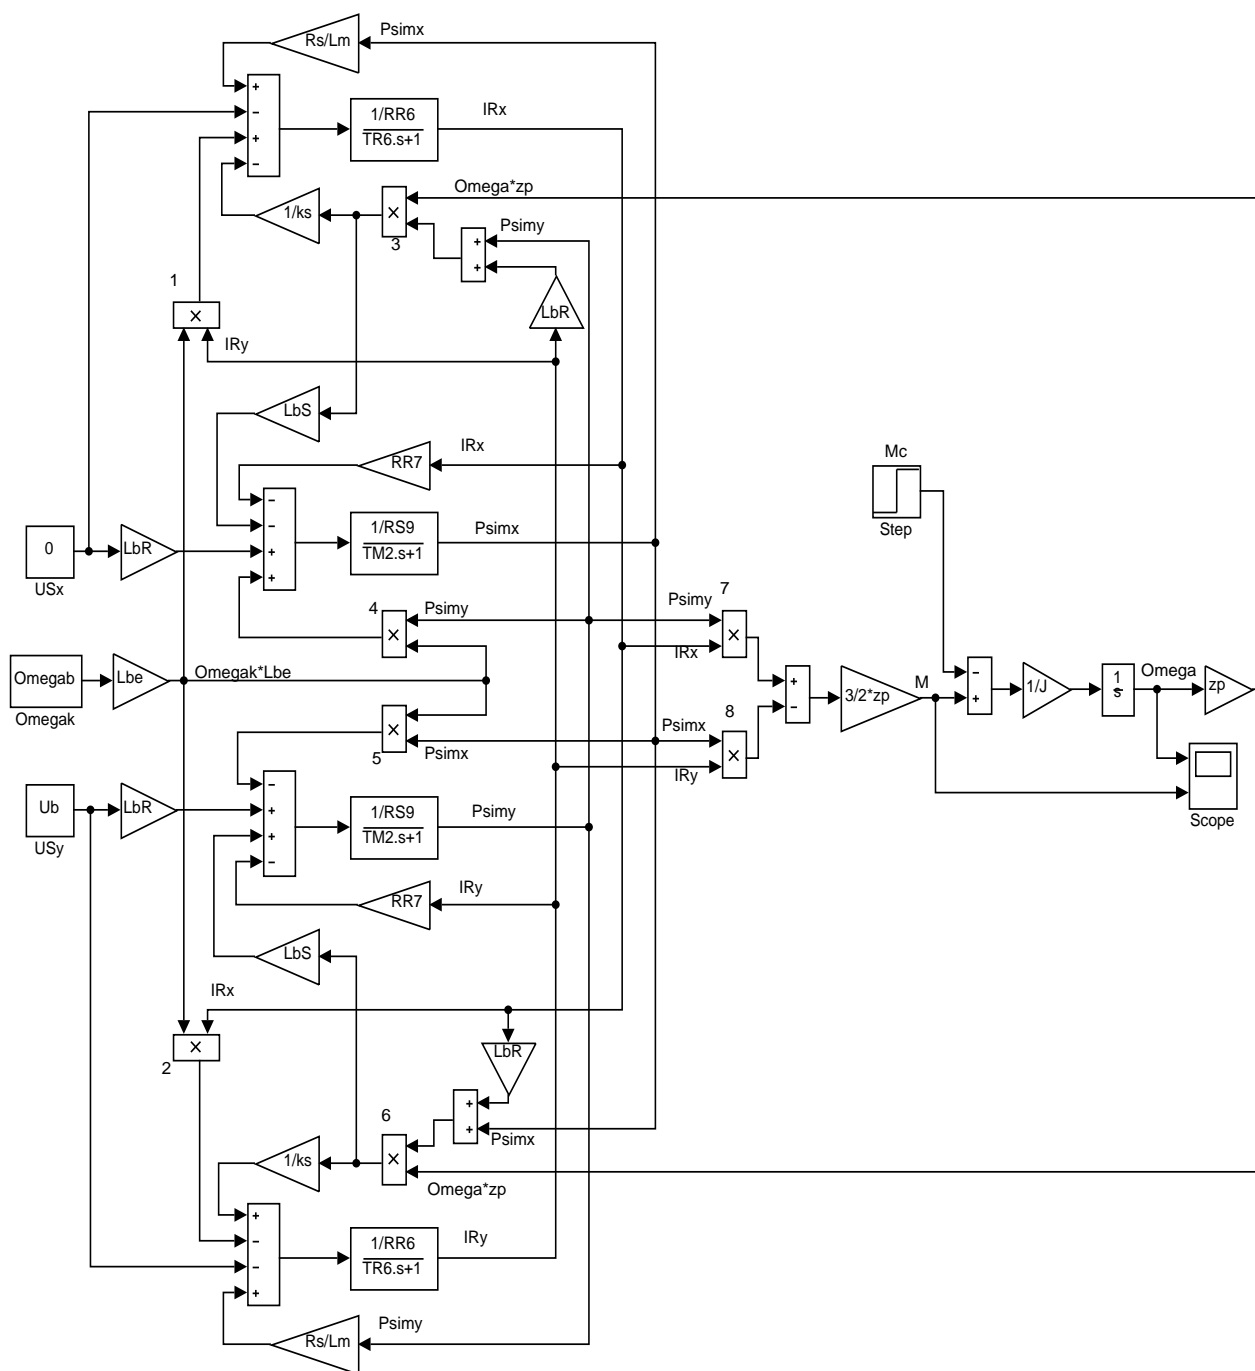 Rs/Lm
Psimx
+
−
+
−
1/RR6
TR6.s+1
IRx
Omega*zp
1/ks
×
3
Psimy
+
+
1
×
LbR
IRy
LbS
RR7
IRx
Mc
Step
−
−
+
+
1/RS9
TM2.s+1
Psimx
0
USx
LbR
4
Psimy
×
Psimy
7
×
IRx
Omegab
Omegak
Lbe
Omegak*Lbe
+
−
3/2*zp
M
−
+
1/J
1
s
Omega
zp
×
5
Psimx
Psimx
8
×
IRy
Scope
Ub
USy
LbR
−
+
+
−
1/RS9
TM2.s+1
Psimy
RR7
IRy
LbS
IRx
×
2
LbR
+
+
Psimx
6
×
1/ks
Omega*zp
+
−
−
+
1/RR6
TR6.s+1
IRy
Rs/Lm
Psimy